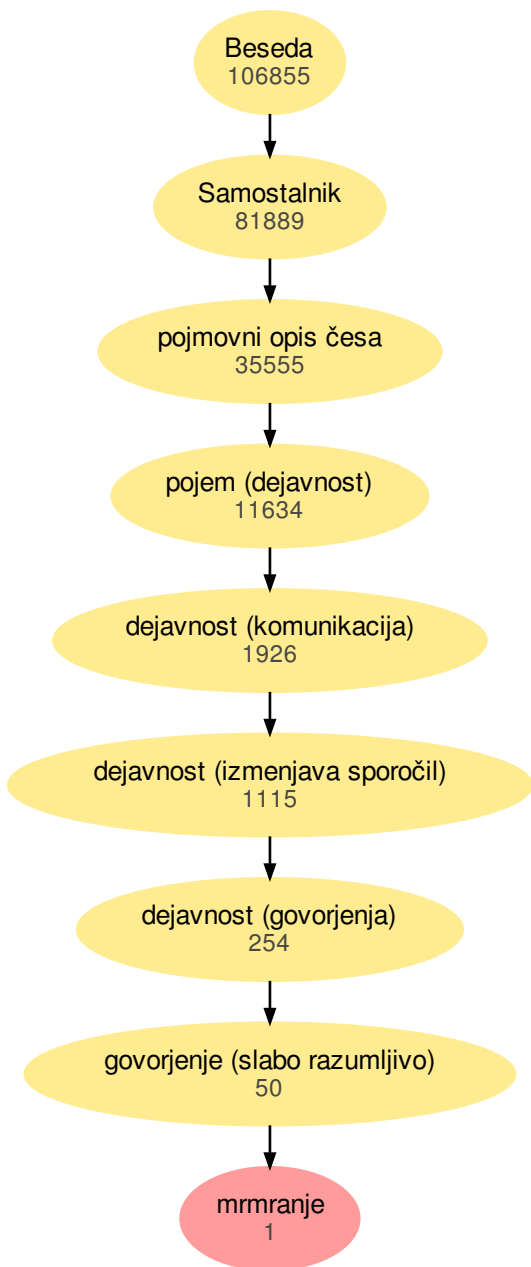 Beseda
106855
Samostalnik
81889
pojmovni opis česa
35555
pojem (dejavnost)
11634
dejavnost (komunikacija)
1926
dejavnost (izmenjava sporočil)
1115
dejavnost (govorjenja)
254
govorjenje (slabo razumljivo)
50
mrmranje
1